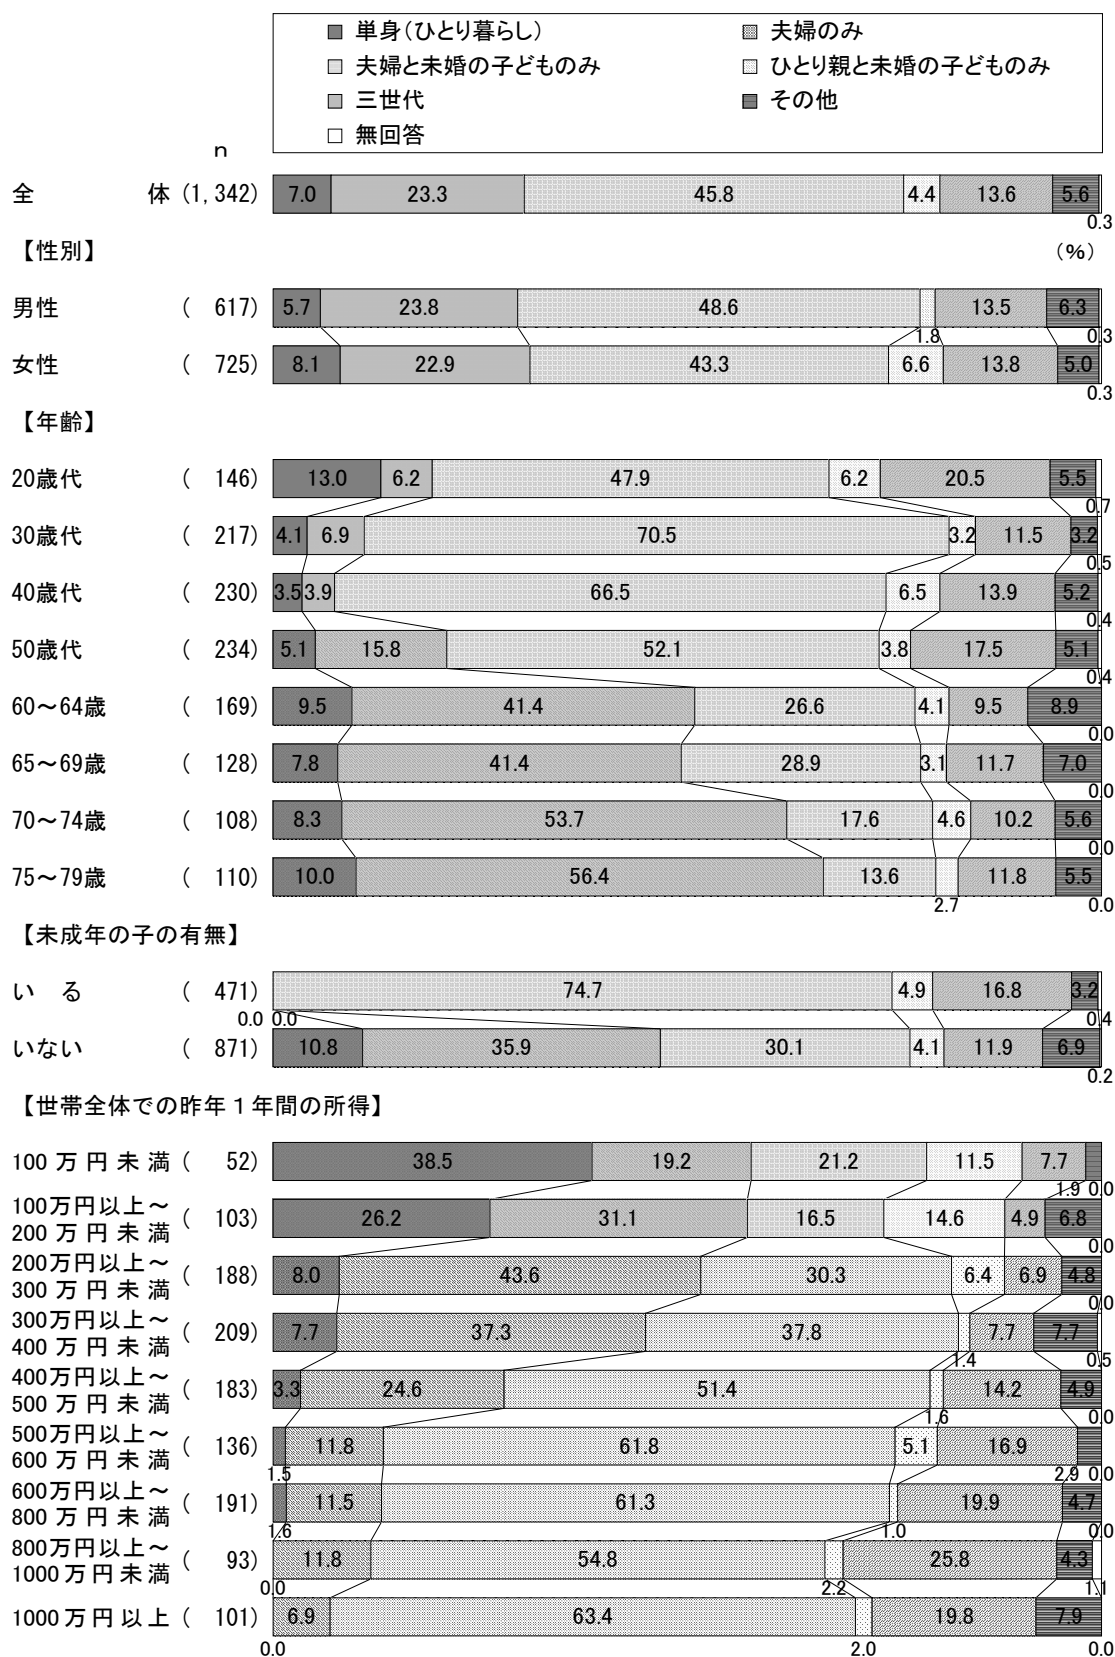 単身（ひとり暮らし） 夫婦のみ
夫婦と未婚の子どものみ ひとり親と未婚の子どものみ
三世代 その他
無回答
n
全 体 (1,342) 7.0 23.3 45.8 4.4 13.6 5.6
0.3
【性別】 （％）
男性 ( 617) 5.7 23.8 48.6 13.5 6.3
1.8 0.3
女性 ( 725) 8.1 22.9 43.3 6.6 13.8 5.0
0.3
【年齢】
20歳代 ( 146) 13.0 6.2 47.9 6.2 20.5 5.5
0.7
30歳代 ( 217) 4.1 6.9 70.5 3.2 11.5 3.2
0.5
40歳代 ( 230) 3.5 3.9 66.5 6.5 13.9 5.2
0.4
50歳代 ( 234) 5.1 15.8 52.1 3.8 17.5 5.1
0.4
60～64歳 ( 169) 9.5 41.4 26.6 4.1 9.5 8.9
0.0
65～69歳 ( 128) 7.8 41.4 28.9 3.1 11.7 7.0
0.0
70～74歳 ( 108) 8.3 53.7 17.6 4.6 10.2 5.6
0.0
75～79歳 ( 110) 10.0 56.4 13.6 11.8 5.5
2.7 0.0
【未成年の子の有無】
い る ( 471) 74.7 4.9 16.8 3.2
0.0 0.0 0.4
いない ( 871) 10.8 35.9 30.1 4.1 11.9 6.9
0.2
【世帯全体での昨年１年間の所得】
100万円未満 ( 52) 38.5 19.2 21.2 11.5 7.7
1.9 0.0
100万円以上～
200万円未満 ( 103) 26.2 31.1 16.5 14.6 4.9 6.8
0.0
200万円以上～
300万円未満 ( 188) 8.0 43.6 30.3 6.4 6.9 4.8
0.0
300万円以上～
400万円未満 ( 209) 7.7 37.3 37.8 7.7 7.7
1.4 0.5
400万円以上～
500万円未満 ( 183) 3.3 24.6 51.4 14.2 4.9
1.6 0.0
500万円以上～
600万円未満 ( 136) 11.8 61.8 5.1 16.9
1.5 2.9 0.0
600万円以上～
800万円未満 ( 191) 11.5 61.3 19.9 4.7
1.6 1.0 0.0
800万円以上～
1000万円未満 ( 93) 11.8 54.8 25.8 4.3
0.0 2.2 1.1
1000万円以上 ( 101) 6.9 63.4 19.8 7.9
0.0 2.0 0.0